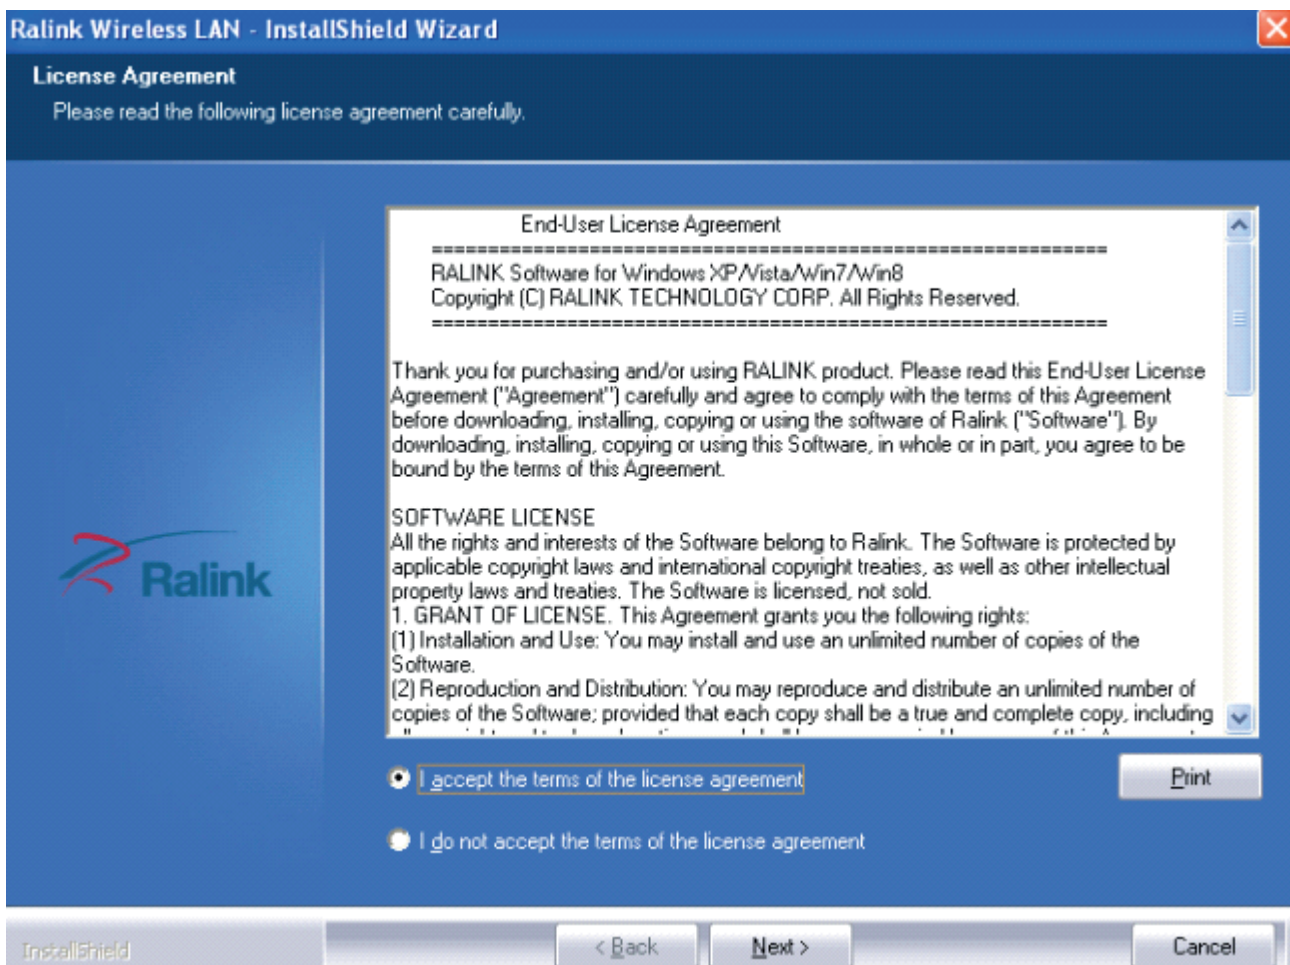 Ralink Wireless LAN - InstallShield Wizard
License Agreement
Please read the following license agreement carefully.
End-User License Agreement
============================================================
RALINK Software for Windows XP/Vista/Win7/Win8
Copyright (C) RALINK TECHNOLOGY CORP. All Rights Reserved.
============================================================
Thank you for purchasing and/or using RALINK product. Please read this End-User License
Agreement ("Agreement") carefully and agree to comply with the terms of this Agreement
before downloading, installing, copying or using the software of Ralink ("Software"). By
downloading, installing, copying or using this Software, in whole or in part, you agree to be
bound by the terms of this Agreement.
SOFTWARE LICENSE
All the rights and interests of the Software belong to Ralink. The Software is protected by
applicable copyright laws and international copyright treaties, as well as other intellectual
property laws and treaties. The Software is licensed, not sold.
1. GRANT OF LICENSE. This Agreement grants you the following rights:
(1) Installation and Use: You may install and use an unlimited number of copies of the
Software.
(2) Reproduction and Distribution: You may reproduce and distribute an unlimited number of
copies of the Software; provided that each copy shall be a true and complete copy, including
Ralink
I accept the terms of the license agreement
Print
I do not accept the terms of the license agreement
InstallShield
< Back
Next >
Cancel